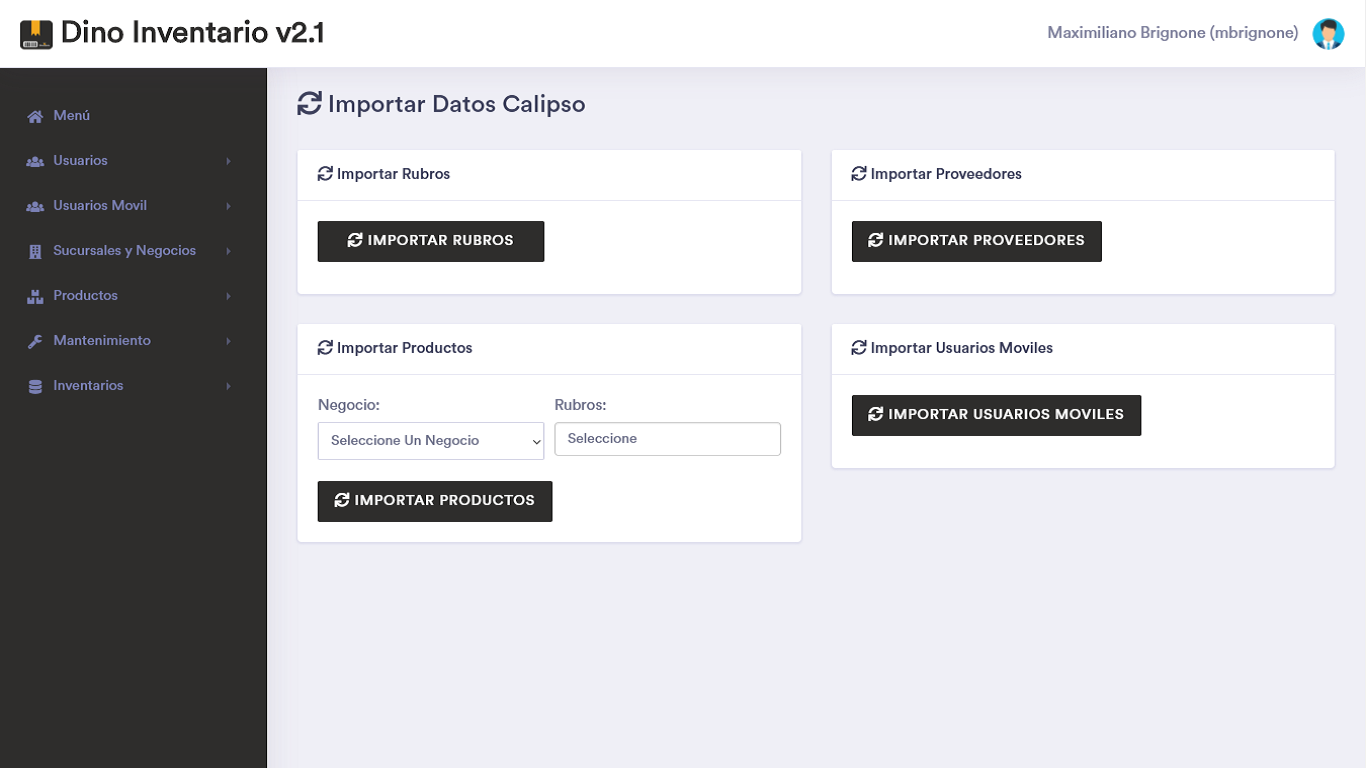 Dino Inventario v2.1
Maximiliano Brignone (mbrignone)
Menú
Usuarios
Usuarios Movil
Sucursales y Negocios
Productos
Mantenimiento
Inventarios
Importar Datos Calipso
Importar Rubros
IMPORTAR RUBROS
Importar Proveedores
IMPORTAR PROVEEDORES
Importar Productos
Negocio:
Rubros:
Seleccione Un Negocio
Seleccione
IMPORTAR PRODUCTOS
Importar Usuarios Moviles
IMPORTAR USUARIOS MOVILES